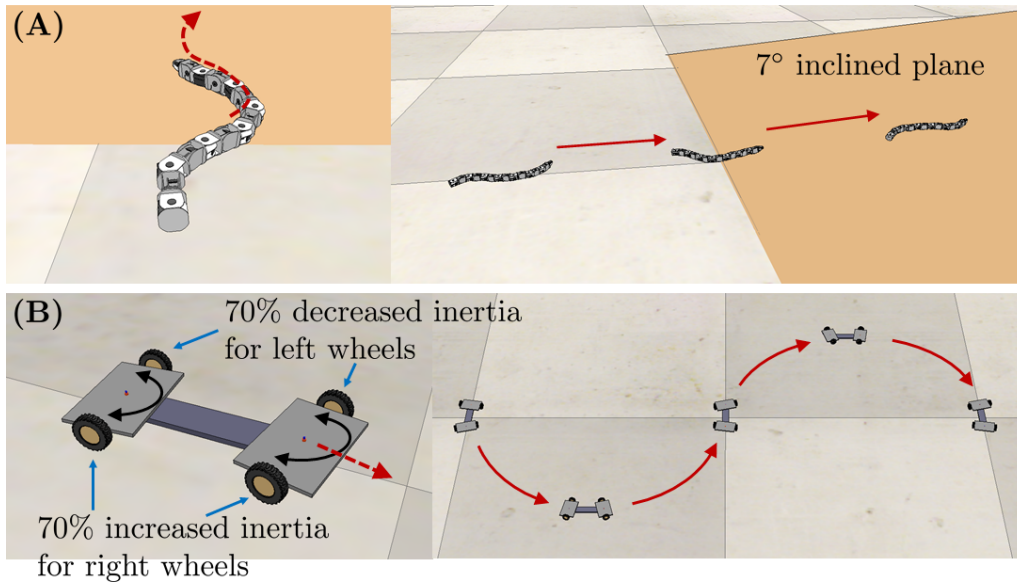 (A)
7° inclined plane
(B)
70% decreased inertia
for left wheels
70% increased inertia
for right wheels